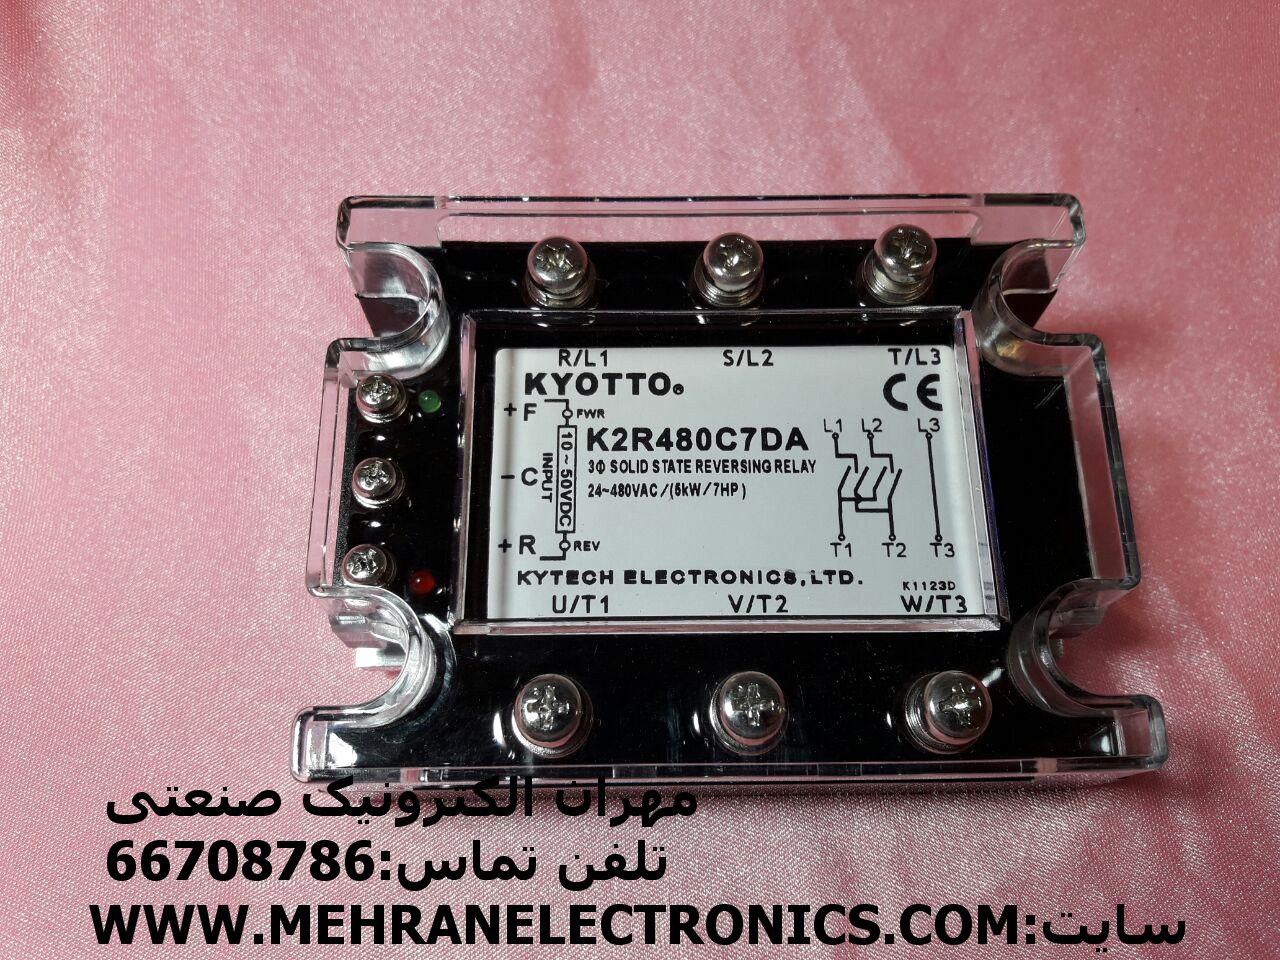 R/L1 S/L2 T/L3
KYOTTO® CE
+ F FWR
L1 L2 L3
K2R480C7DA
3Φ SOLID STATE REVERSING RELAY
- C INPUT 10~50VDC
24~480VAC/(5kW/7HP)
+ R REV
T1 T2 T3
KYTECH ELECTRONICS,LTD. K1123D
U/T1 V/T2 W/T3
مهران الکترونیک صنعتی
تلفن تماس:66708786
سایت:WWW.MEHRANELECTRONICS.COM